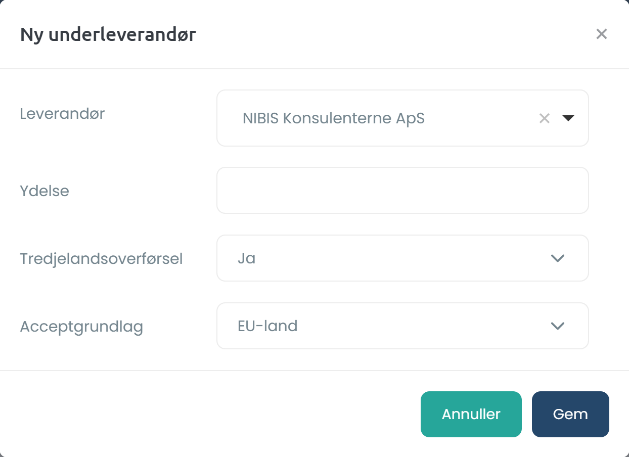 Ny underleverandør
Leverandør
NIBIS Konsulenterne ApS
Ydelse
Tredjelandsoverførsel
Ja
Acceptgrundlag
EU-land
Annuller
Gem